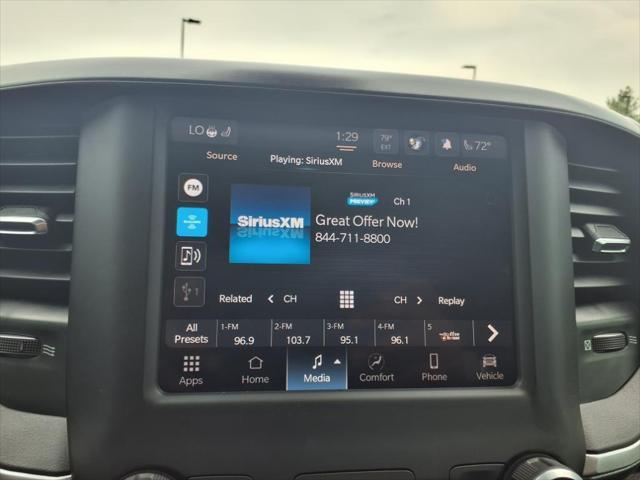 LO 1:29 79° EXT 72°
Source Playing: SiriusXM Browse Audio
FM
SIRIUSXM PREVIEW Ch 1
SiriusXM
Great Offer Now!
844-711-8800
1
Related < CH CH > Replay
All Presets
1-FM 2-FM 3-FM 4-FM 5
96.9 103.7 95.1 96.1
Apps Home Media Comfort Phone Vehicle